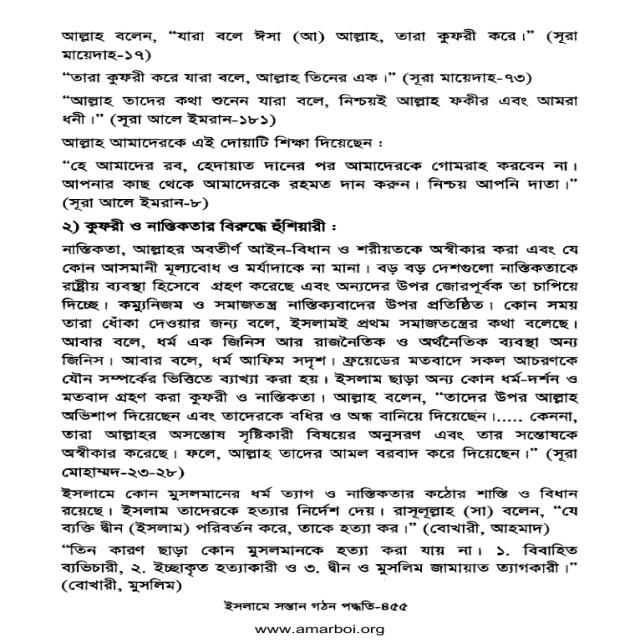 আল্লাহ বলেন, “যারা বলে ঈসা (আ) আল্লাহ, তারা কুফরী করে।” (সূরা
মায়েদাহ-১৭)
“তারা কুফরী করে যারা বলে, আল্লাহ তিনের এক।” (সূরা মায়েদাহ-৭৩)
“আল্লাহ তাদের কথা শুনেন যারা বলে, নিশ্চয়ই আল্লাহ ফকীর এবং আমরা
ধনী।” (সূরা আলে ইমরান-১৮১)
আল্লাহ আমাদেরকে এই দোয়াটি শিক্ষা দিয়েছেন :
“হে আমাদের রব, হেদায়াত দানের পর আমাদেরকে গোমরাহ করবেন না।
আপনার কাছ থেকে আমাদেরকে রহমত দান করুন। নিশ্চয় আপনি দাতা।”
(সূরা আলে ইমরান-৮)
২) কুফরী ও নাস্তিকতার বিরুদ্ধে হুঁশিয়ারী :
নাস্তিকতা, আল্লাহর অবতীর্ণ আইন-বিধান ও শরীয়তকে অস্বীকার করা এবং যে
কোন আসমানী মূল্যবোধ ও মর্যাদাকে না মানা। বড় বড় দেশগুলো নাস্তিকতাকে
রাষ্ট্রীয় ব্যবস্থা হিসেবে গ্রহণ করেছে এবং অন্যদের উপর জোরপূর্বক তা চাপিয়ে
দিচ্ছে। কম্যুনিজম ও সমাজতন্ত্র নাস্তিক্যবাদের উপর প্রতিষ্ঠিত। কোন সময়
তারা ধোঁকা দেওয়ার জন্য বলে, ইসলামই প্রথম সমাজতন্ত্রের কথা বলেছে।
আবার বলে, ধর্ম এক জিনিস আর রাজনৈতিক ও অর্থনৈতিক ব্যবস্থা অন্য
জিনিস। আবার বলে, ধর্ম আফিম সদৃশ। ফ্রয়েডের মতবাদে সকল আচরণকে
যৌন সম্পর্কের ভিত্তিতে ব্যাখ্যা করা হয়। ইসলাম ছাড়া অন্য কোন ধর্ম-দর্শন ও
মতবাদ গ্রহণ করা কুফরী ও নাস্তিকতা। আল্লাহ বলেন, “তাদের উপর আল্লাহ
অভিশাপ দিয়েছেন এবং তাদেরকে বধির ও অন্ধ বানিয়ে দিয়েছেন।..... কেননা,
তারা আল্লাহর অসন্তোষ সৃষ্টিকারী বিষয়ের অনুসরণ এবং তার সন্তোষকে
অস্বীকার করেছে। ফলে, আল্লাহ তাদের আমল বরবাদ করে দিয়েছেন।” (সূরা
মোহাম্মদ-২৩-২৮)
ইসলামে কোন মুসলমানের ধর্ম ত্যাগ ও নাস্তিকতার কঠোর শাস্তি ও বিধান
রয়েছে। ইসলাম তাদেরকে হত্যার নির্দেশ দেয়। রাসূলুল্লাহ (সা) বলেন, “যে
ব্যক্তি দ্বীন (ইসলাম) পরিবর্তন করে, তাকে হত্যা কর।” (বোখারী, আহমাদ)
“তিন কারণ ছাড়া কোন মুসলমানকে হত্যা করা যায় না। ১. বিবাহিত
ব্যভিচারী, ২. ইচ্ছাকৃত হত্যাকারী ও ৩. দ্বীন ও মুসলিম জামায়াত ত্যাগকারী।”
(বোখারী, মুসলিম)
ইসলামে সন্তান গঠন পদ্ধতি-৪৫৫
www.amarboi.org